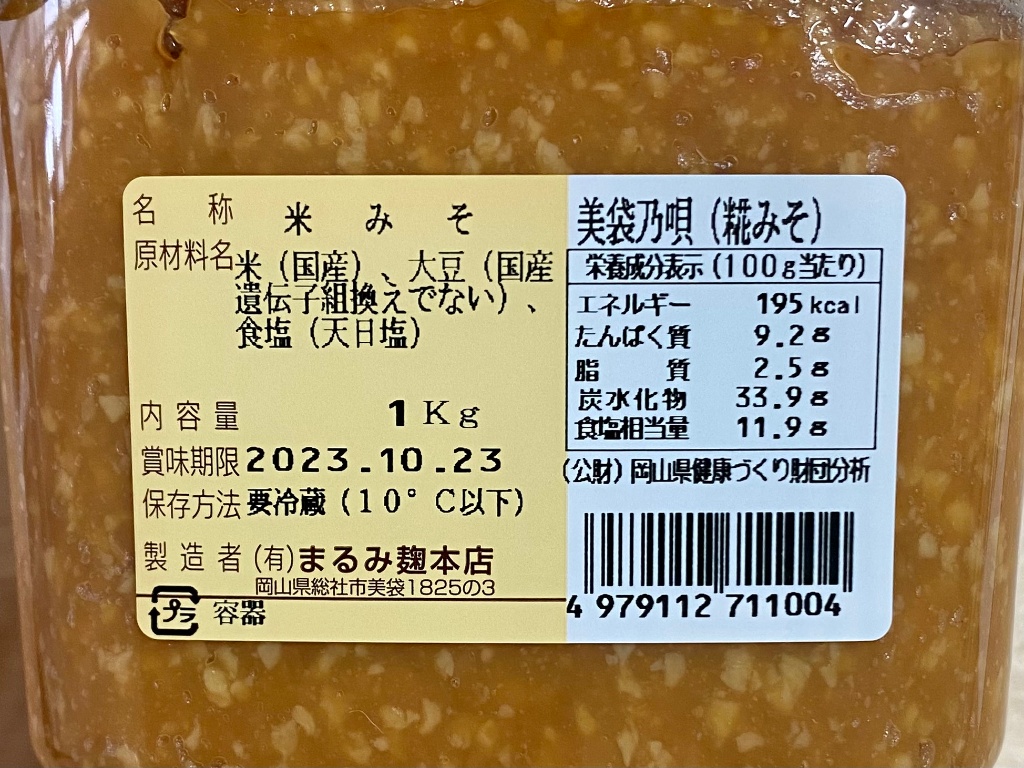 名称 米みそ
原材料名 米（国産）、大豆（国産
遺伝子組換えでない）、
食塩（天日塩）
内容量 1Kg
賞味期限 2023.10.23
保存方法 要冷蔵（10°C以下）
製造者 (有)まるみ麹本店
岡山県総社市美袋1825の3
プラ 容器
美袋乃唄（糀みそ）
栄養成分表示（100g当たり）
エネルギー 195kcal
たんぱく質 9.2g
脂質 2.5g
炭水化物 33.9g
食塩相当量 11.9g
（公財）岡山県健康づくり財団分析
4 979112 711004